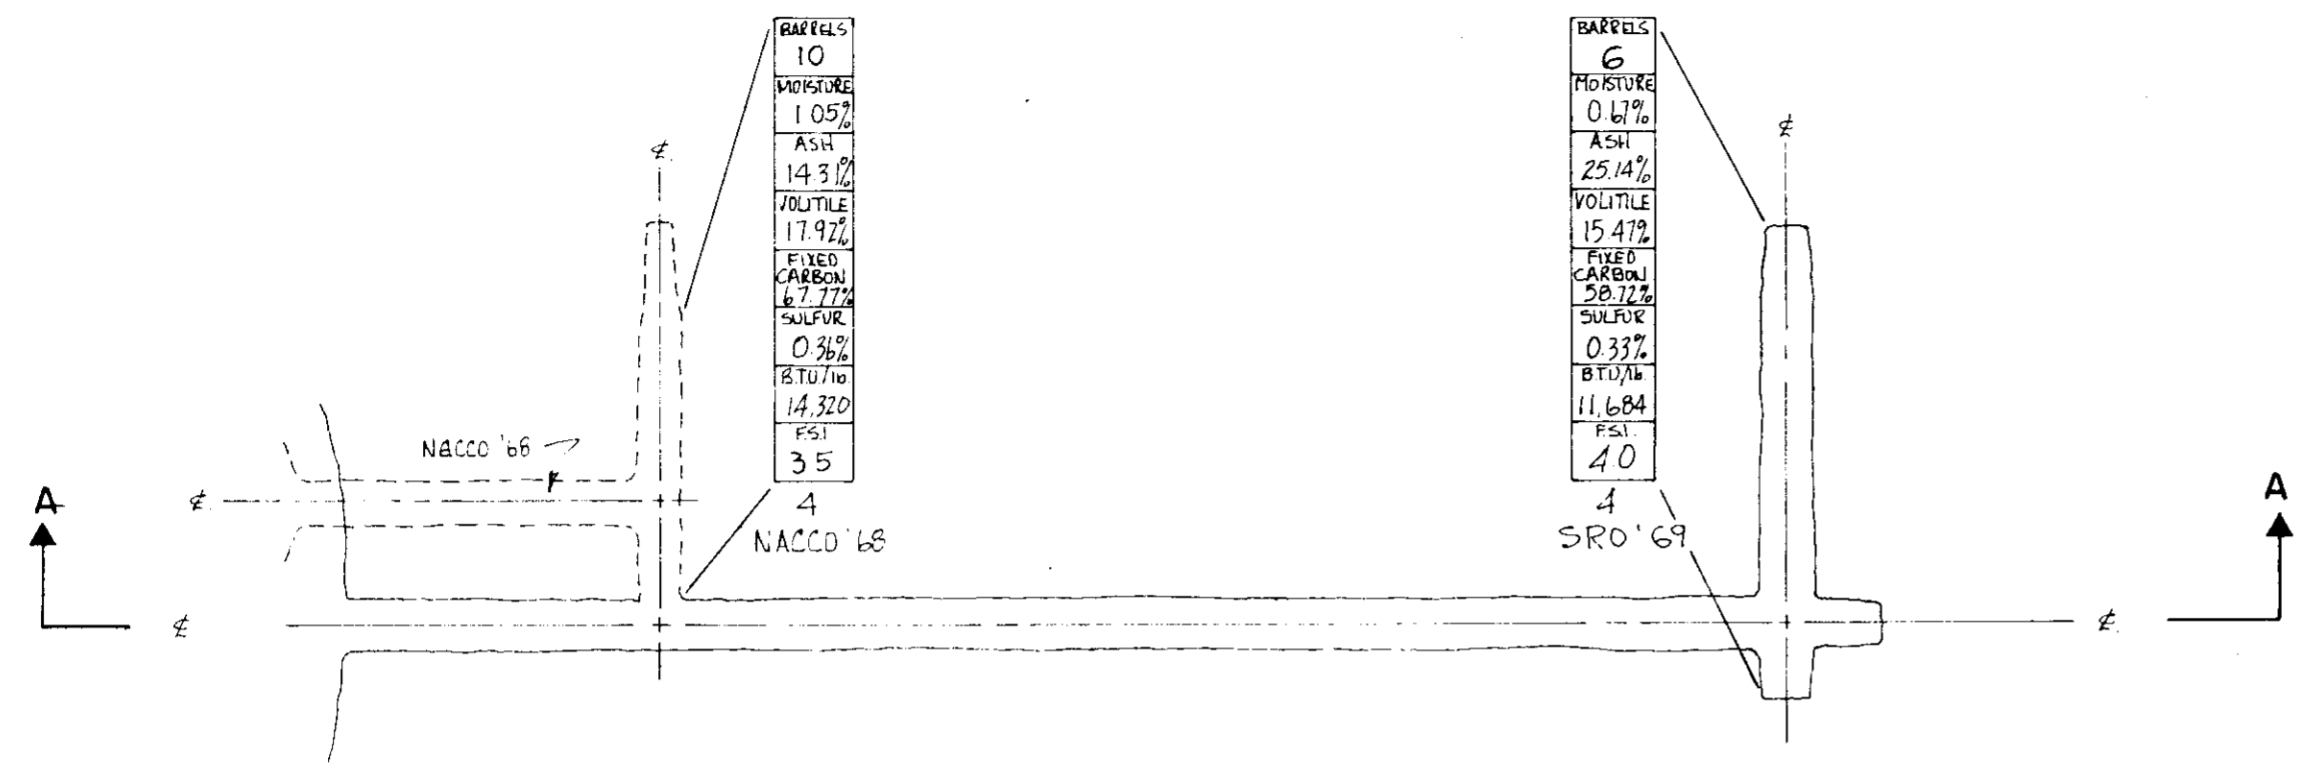 BARRELS
10
MOISTURE
1 05%
ASH
14.31%
VOLITILE
17.92%
FIXED
CARBON
67.77%
SULFUR
0.36%
B.T.U./lb.
14,320
F.S.I
3 5
4
NACCO '68
BARRELS
6
MOISTURE
0.67%
ASH
25.14%
VOLITILE
15.47%
FIXED
CARBON
58.72%
SULFUR
0.33%
B.T.U/lb.
11,684
F.S.I.
4.0
4
SRO '69
℄
℄
NACCO '68
℄
A
A
℄
℄